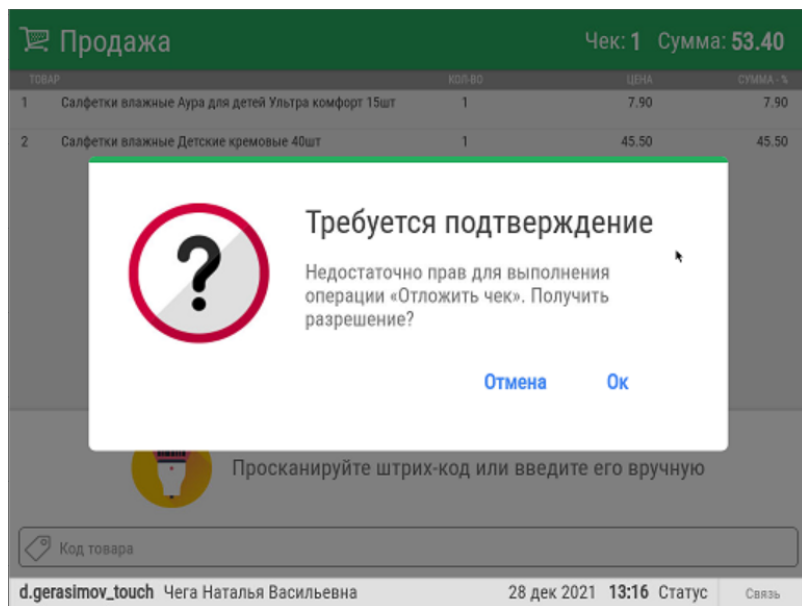 Продажа Чек: 1 Сумма: 53.40
ТОВАР КОЛ-ВО ЦЕНА СУММА - %
1 Салфетки влажные Аура для детей Ультра комфорт 15шт 1 7.90 7.90
2 Салфетки влажные Детские кремовые 40шт 1 45.50 45.50
Требуется подтверждение
Недостаточно прав для выполнения
операции «Отложить чек». Получить
разрешение?
Отмена Ок
Просканируйте штрих-код или введите его вручную
Код товара
d.gerasimov_touch Чега Наталья Васильевна 28 дек 2021 13:16 Статус Связь